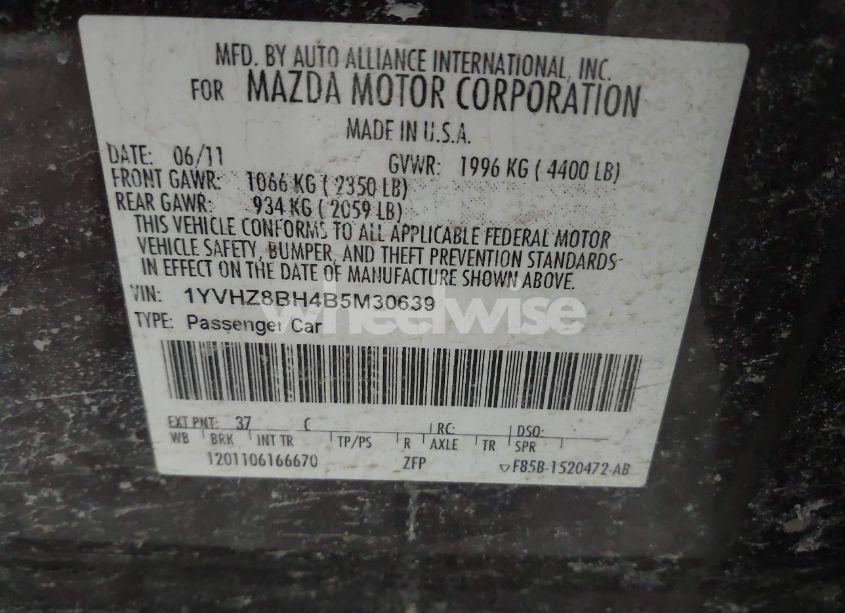 MFD. BY AUTO ALLIANCE INTERNATIONAL, INC.
FOR MAZDA MOTOR CORPORATION
MADE IN U.S.A.
DATE: 06/11 GVWR: 1996 KG ( 4400 LB)
FRONT GAWR: 1066 KG ( 2350 LB)
REAR GAWR: 934 KG ( 2059 LB)
THIS VEHICLE CONFORMS TO ALL APPLICABLE FEDERAL MOTOR
VEHICLE SAFETY, BUMPER, AND THEFT PREVENTION STANDARDS
IN EFFECT ON THE DATE OF MANUFACTURE SHOWN ABOVE.
VIN: 1YVHZ8BH4B5M30639
wheelwise
TYPE: Passenger Car
EXT PNT: 37 C RC: DSO:
WB BRK INT TR TP/PS R AXLE TR SPR
1201106166670 ZFP ▽F85B-1520472-AB